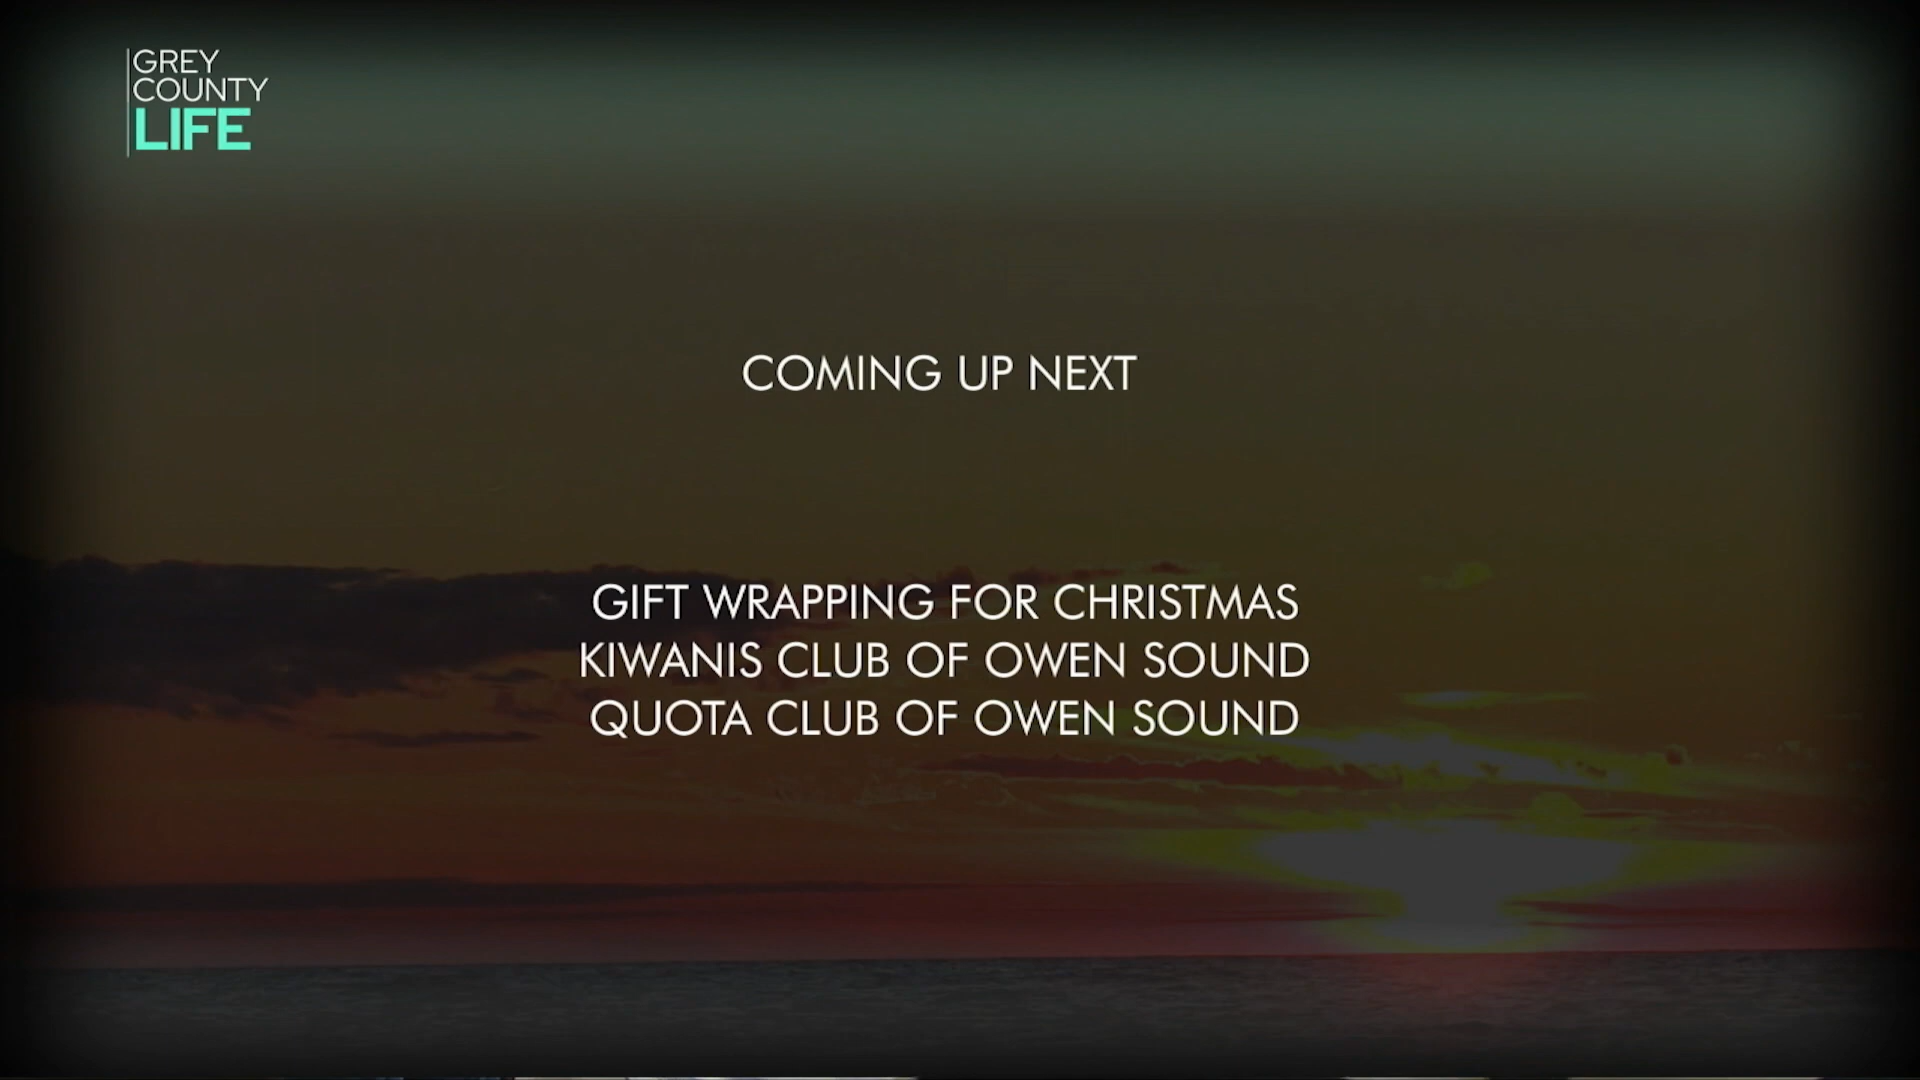 GREY
COUNTY
LIFE
COMING UP NEXT
GIFT WRAPPING FOR CHRISTMAS
KIWANIS CLUB OF OWEN SOUND
QUOTA CLUB OF OWEN SOUND